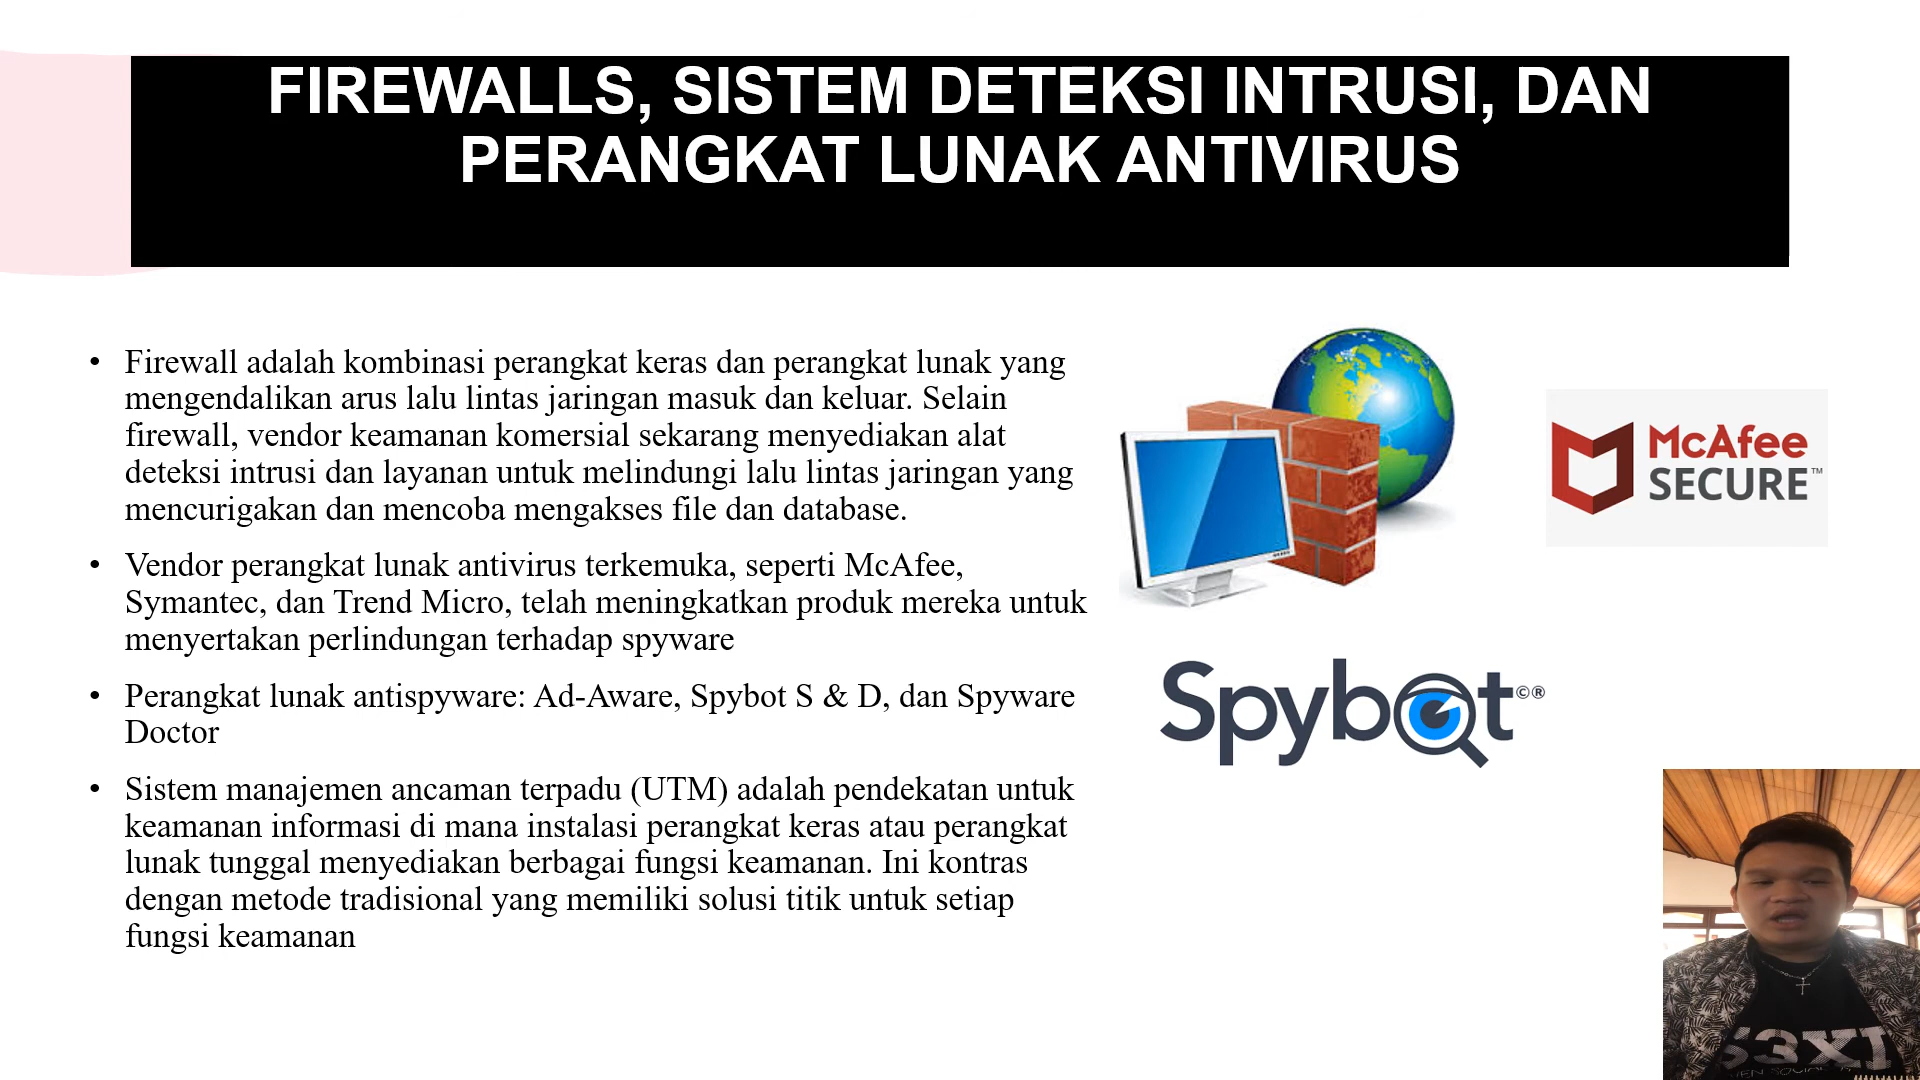 FIREWALLS, SISTEM DETEKSI INTRUSI, DAN
PERANGKAT LUNAK ANTIVIRUS
• Firewall adalah kombinasi perangkat keras dan perangkat lunak yang
mengendalikan arus lalu lintas jaringan masuk dan keluar. Selain
firewall, vendor keamanan komersial sekarang menyediakan alat
deteksi intrusi dan layanan untuk melindungi lalu lintas jaringan yang
mencurigakan dan mencoba mengakses file dan database.
• Vendor perangkat lunak antivirus terkemuka, seperti McAfee,
Symantec, dan Trend Micro, telah meningkatkan produk mereka untuk
menyertakan perlindungan terhadap spyware
• Perangkat lunak antispyware: Ad-Aware, Spybot S & D, dan Spyware
Doctor
• Sistem manajemen ancaman terpadu (UTM) adalah pendekatan untuk
keamanan informasi di mana instalasi perangkat keras atau perangkat
lunak tunggal menyediakan berbagai fungsi keamanan. Ini kontras
dengan metode tradisional yang memiliki solusi titik untuk setiap
fungsi keamanan
McAfee
SECURE™
Spybot©®
S3XI